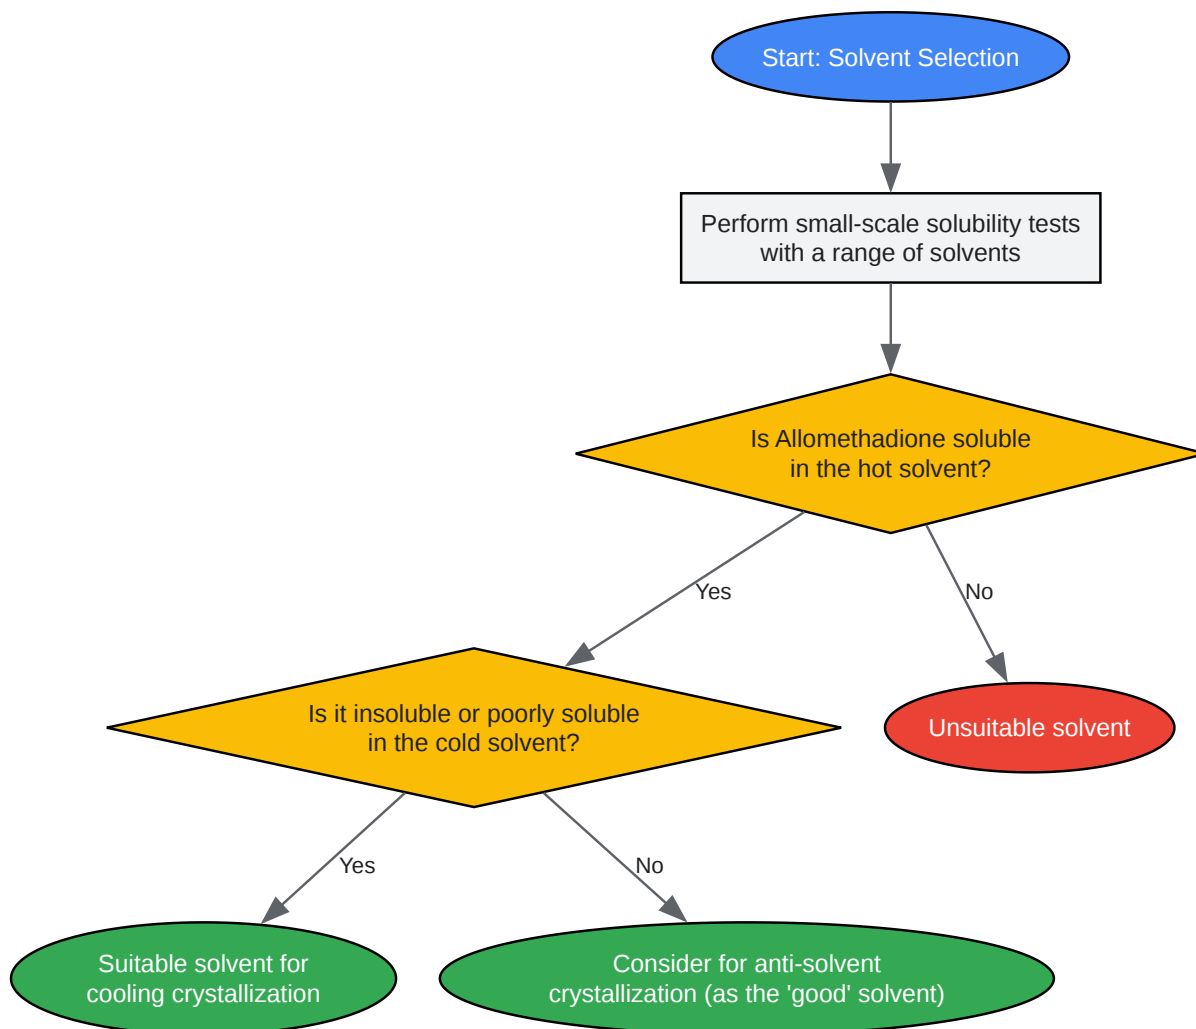 Start: Solvent Selection
Perform small-scale solubility tests
with a range of solvents
Is Allomethadione soluble
in the hot solvent?
Yes
No
Is it insoluble or poorly soluble
in the cold solvent?
Unsuitable solvent
Yes
No
Suitable solvent for
cooling crystallization
Consider for anti-solvent
crystallization (as the 'good' solvent)